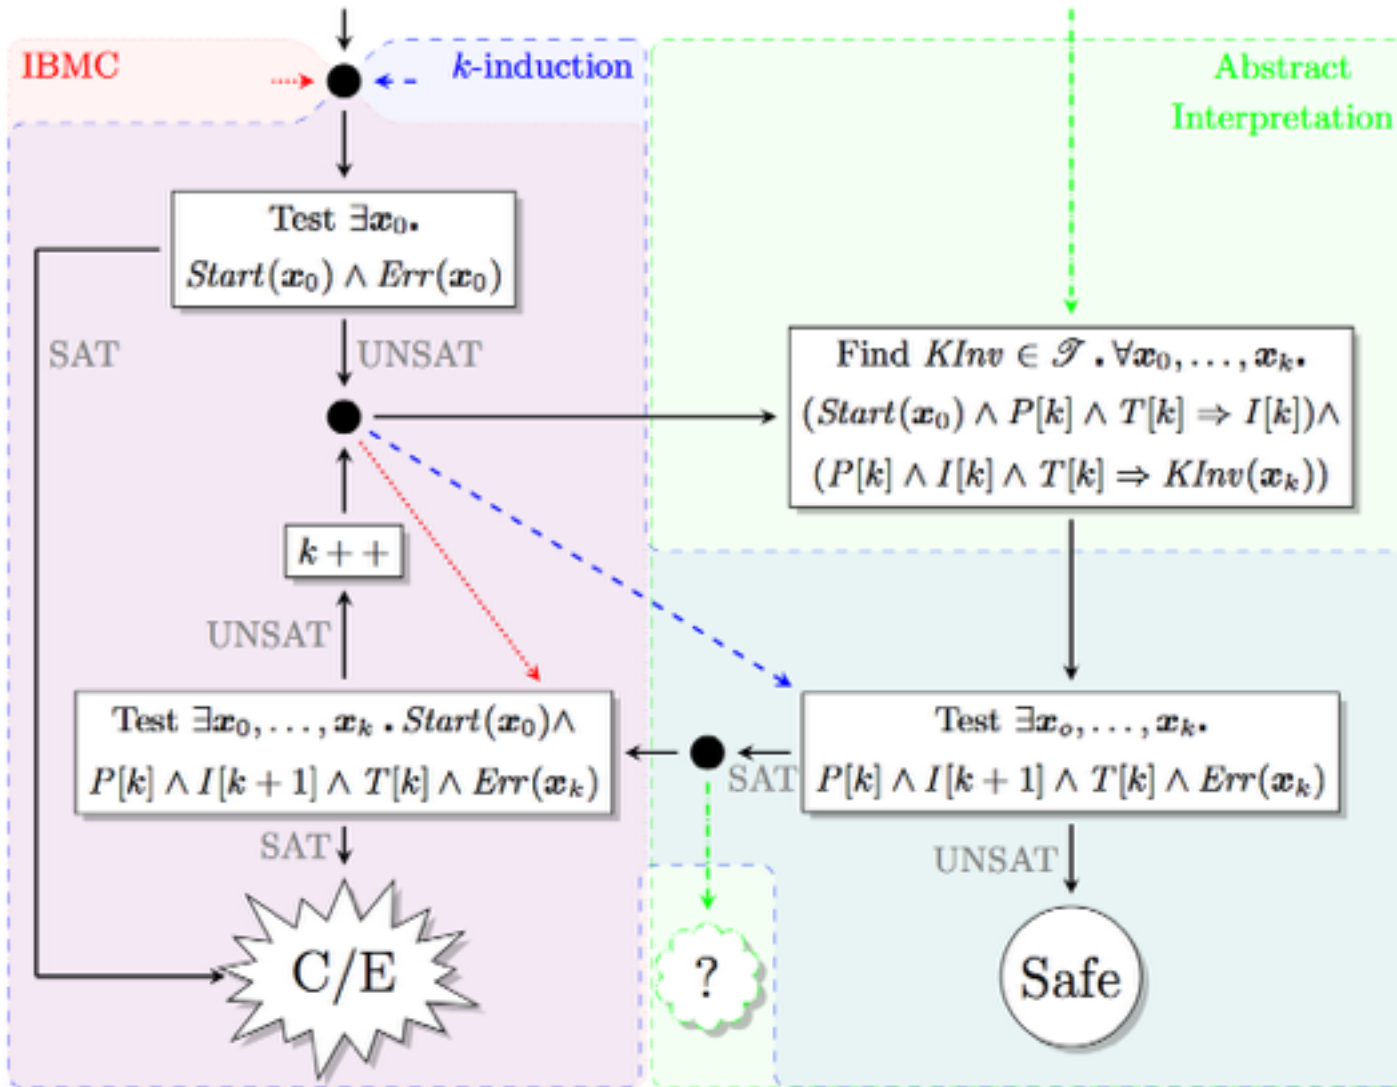 IBMC
k-induction
Abstract
Interpretation
Test ∃x₀.
Start(x₀) ∧ Err(x₀)
SAT
UNSAT
Find KInv ∈ 𝒯 . ∀x₀, . . . , xₖ.
(Start(x₀) ∧ P[k] ∧ T[k] ⇒ I[k])∧
(P[k] ∧ I[k] ∧ T[k] ⇒ KInv(xₖ))
k + +
UNSAT
Test ∃x₀, . . . , xₖ . Start(x₀)∧
P[k] ∧ I[k + 1] ∧ T[k] ∧ Err(xₖ)
SAT
Test ∃xₒ, . . . , xₖ.
P[k] ∧ I[k + 1] ∧ T[k] ∧ Err(xₖ)
SAT
UNSAT
C/E
?
Safe